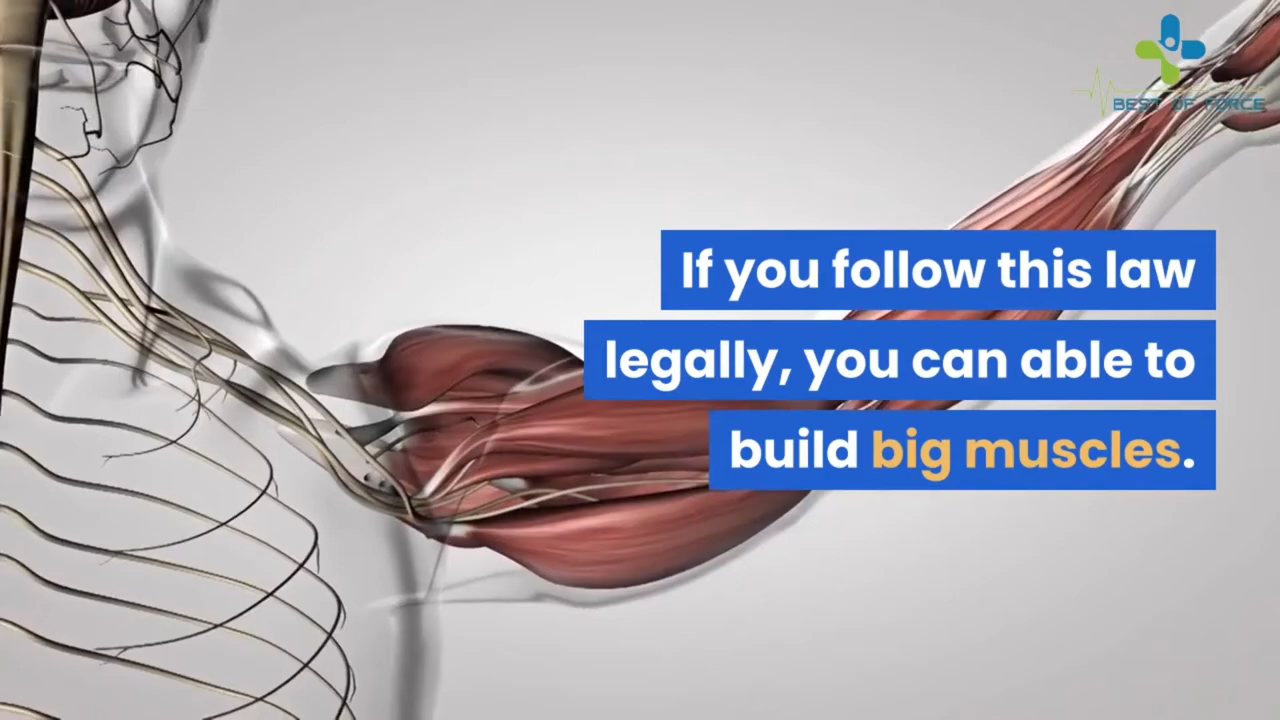 BEST OF FORCE
If you follow this law
legally, you can able to
build big muscles.